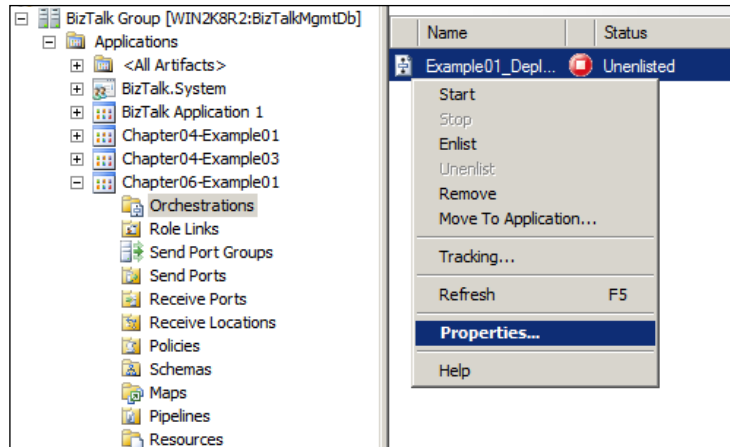 BizTalk Group [WIN2K8R2:BizTalkMgmtDb]
Applications
<All Artifacts>
BizTalk.System
BizTalk Application 1
Chapter04-Example01
Chapter04-Example03
Chapter06-Example01
Orchestrations
Role Links
Send Port Groups
Send Ports
Receive Ports
Receive Locations
Policies
Schemas
Maps
Pipelines
Resources
Name Status
Example01_Depl... Unenlisted
Start
Stop
Enlist
Unenlist
Remove
Move To Application...
Tracking...
Refresh F5
Properties...
Help